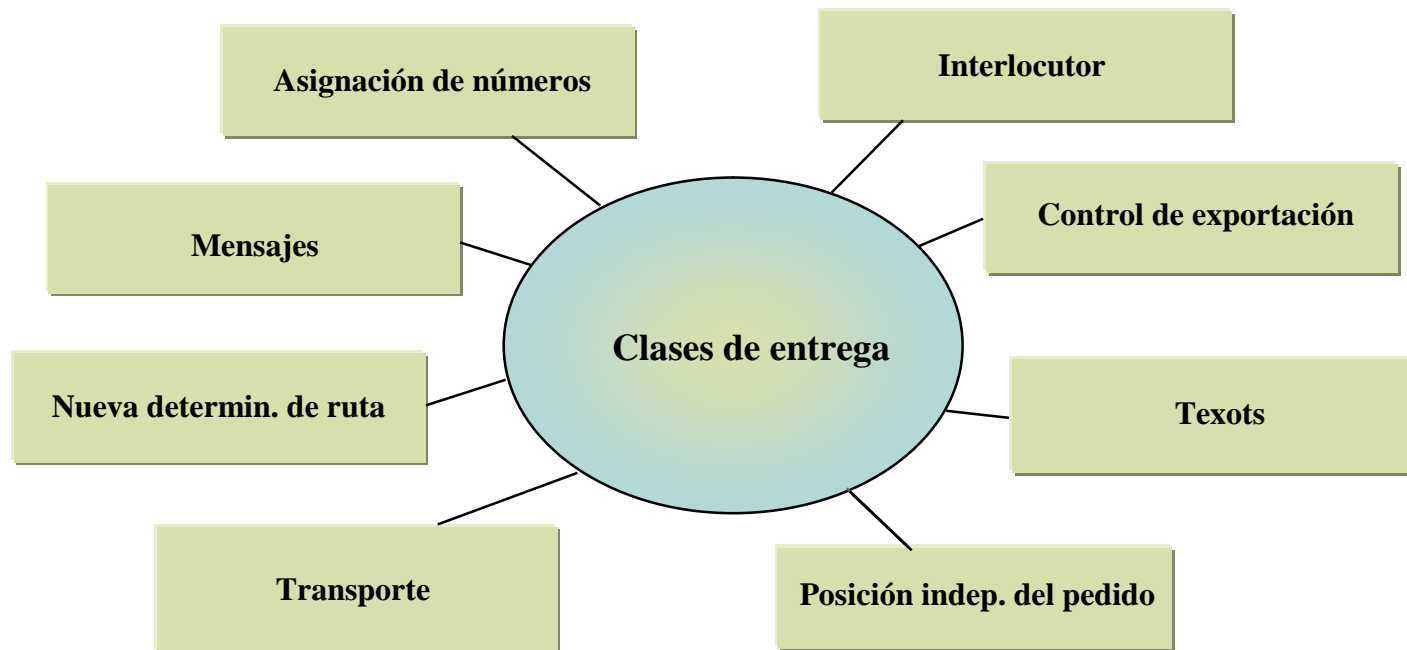 Asignación de números
Interlocutor
Mensajes
Control de exportación
Clases de entrega
Nueva determin. de ruta
Texots
Transporte
Posición indep. del pedido